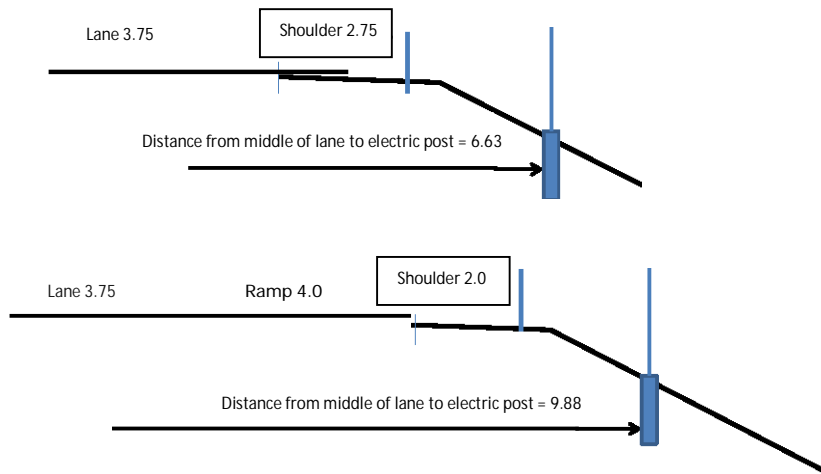 Lane 3.75
Shoulder 2.75
Distance from middle of lane to electric post = 6.63
Lane 3.75
Ramp 4.0
Shoulder 2.0
Distance from middle of lane to electric post = 9.88